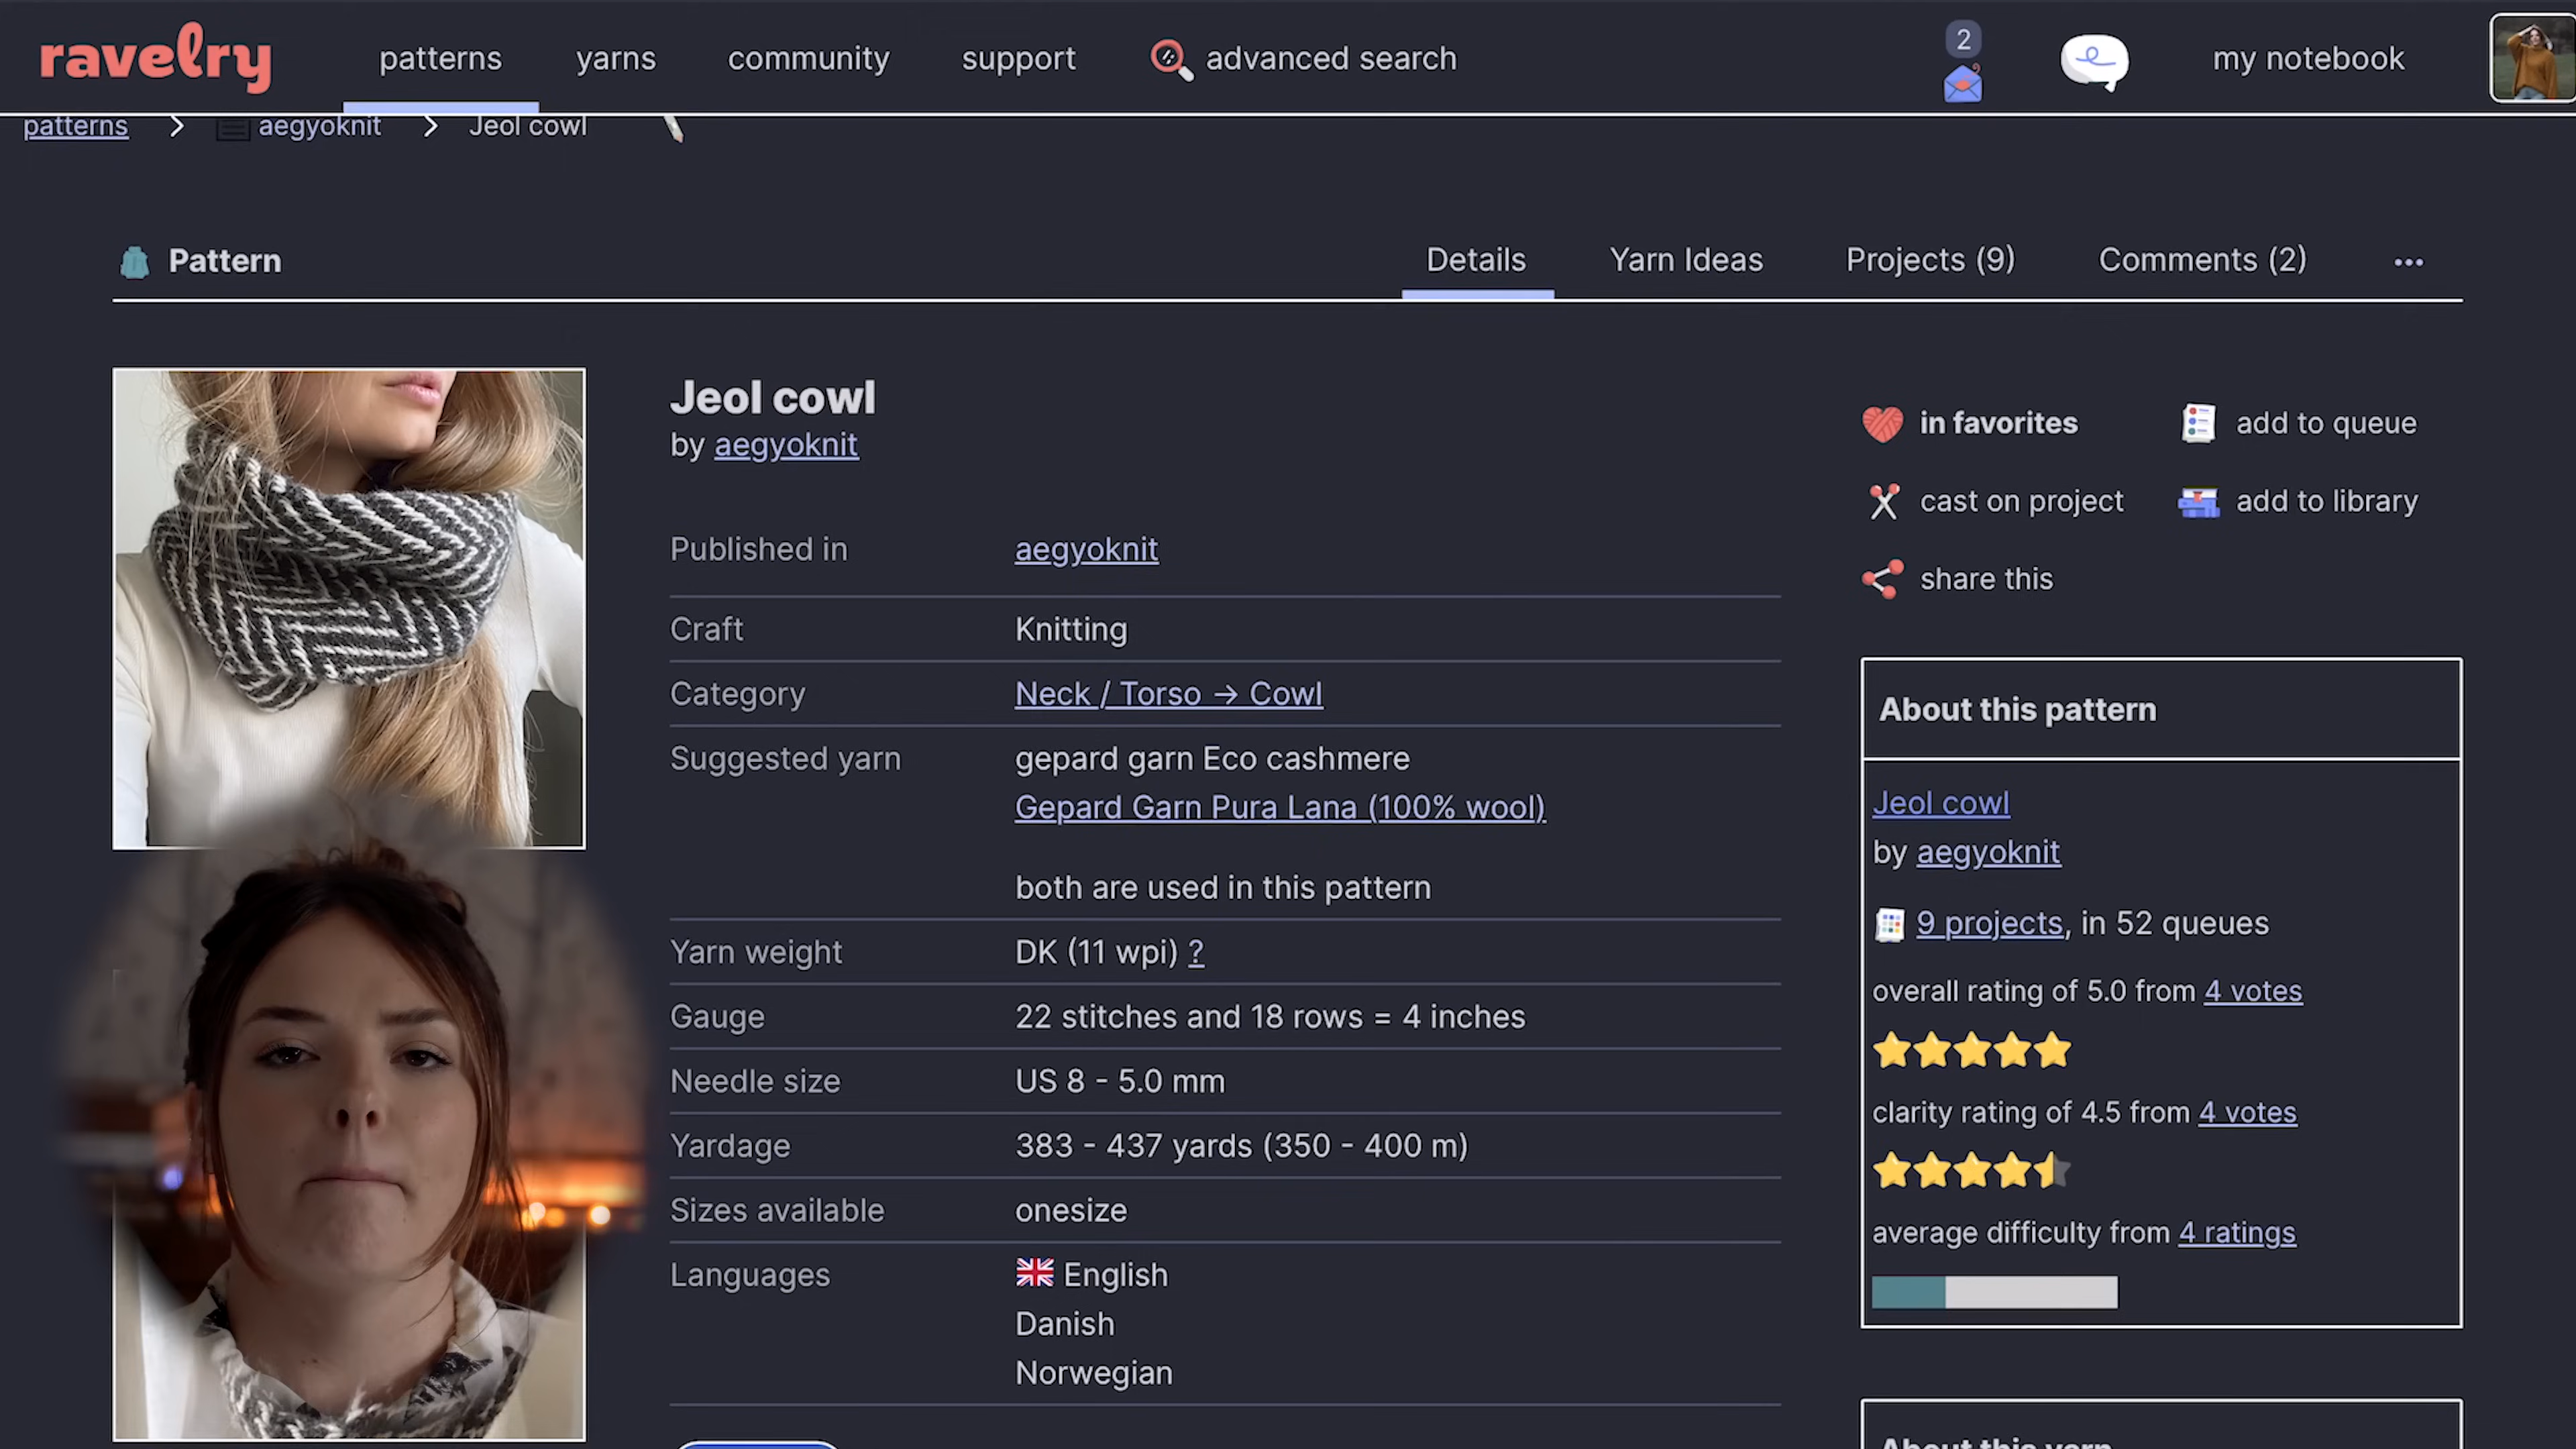 ravelry
patterns
yarns
community
support
advanced search
2
my notebook
patterns > aegyoknit > Jeol cowl
Pattern
Details
Yarn Ideas
Projects (9)
Comments (2)
Jeol cowl
by aegyoknit
Published in aegyoknit
Craft Knitting
Category Neck / Torso → Cowl
Suggested yarn gepard garn Eco cashmere
Gepard Garn Pura Lana (100% wool)
both are used in this pattern
Yarn weight DK (11 wpi) ?
Gauge 22 stitches and 18 rows = 4 inches
Needle size US 8 - 5.0 mm
Yardage 383 - 437 yards (350 - 400 m)
Sizes available onesize
Languages English
Danish
Norwegian
in favorites
add to queue
cast on project
add to library
share this
About this pattern
Jeol cowl
by aegyoknit
9 projects, in 52 queues
overall rating of 5.0 from 4 votes
clarity rating of 4.5 from 4 votes
average difficulty from 4 ratings
About this yarn